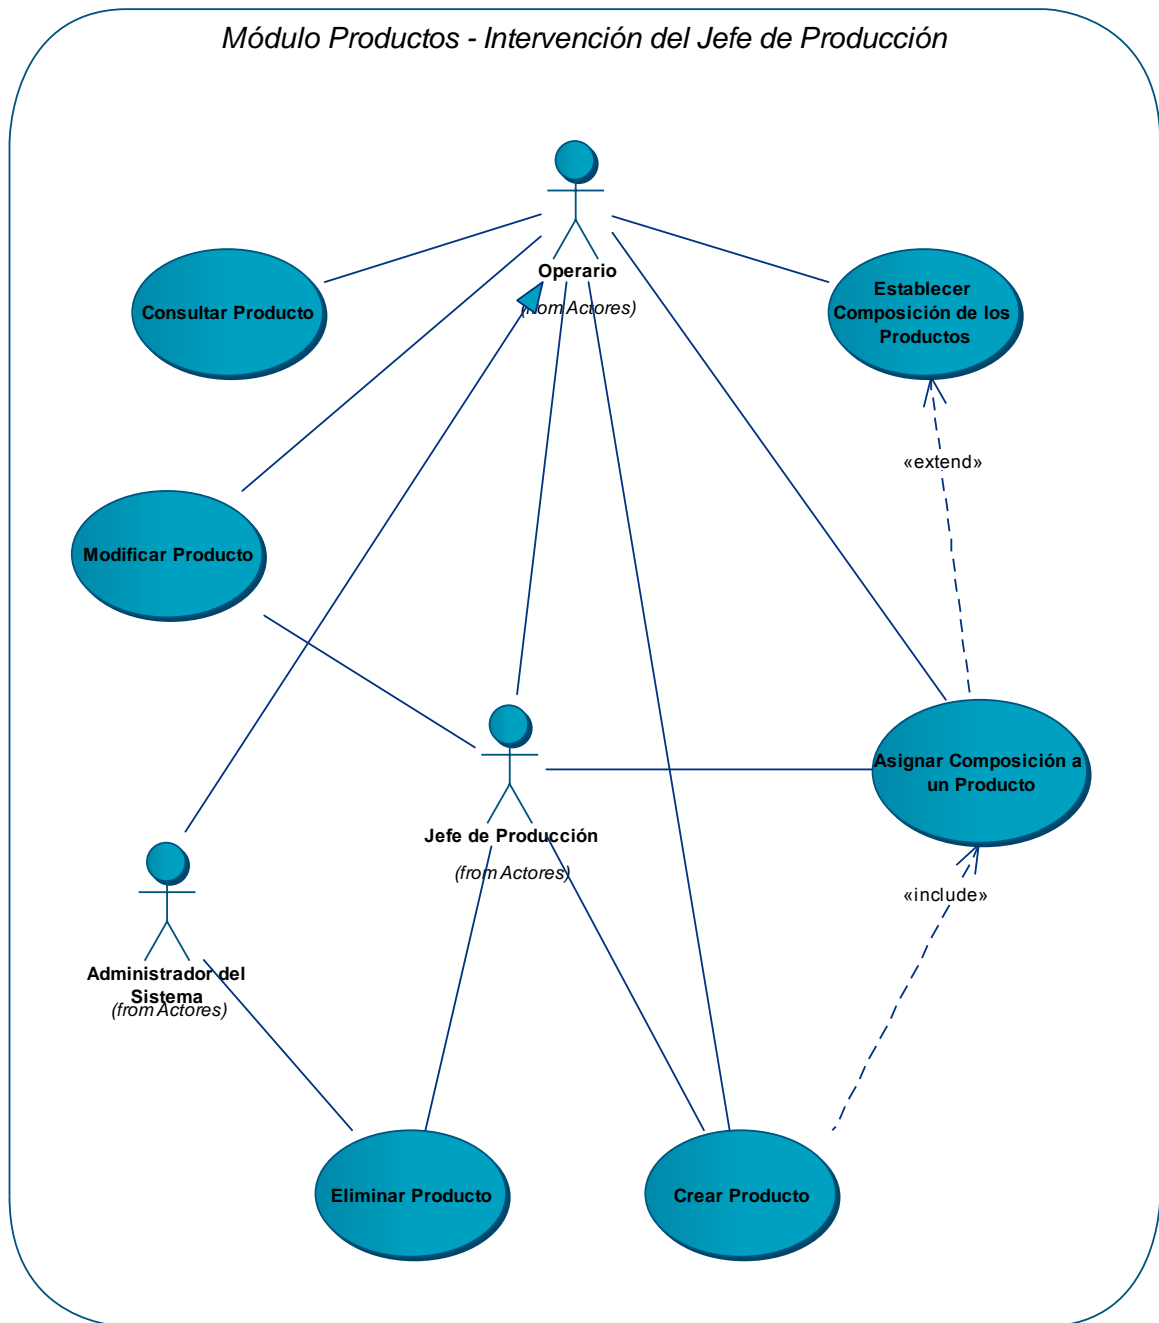 Módulo Productos - Intervención del Jefe de Producción
Operario
(from Actores)
Consultar Producto
Establecer
Composición de los
Productos
«extend»
Modificar Producto
Asignar Composición a
un Producto
Jefe de Producción
(from Actores)
«include»
Administrador del
Sistema
(from Actores)
Eliminar Producto
Crear Producto